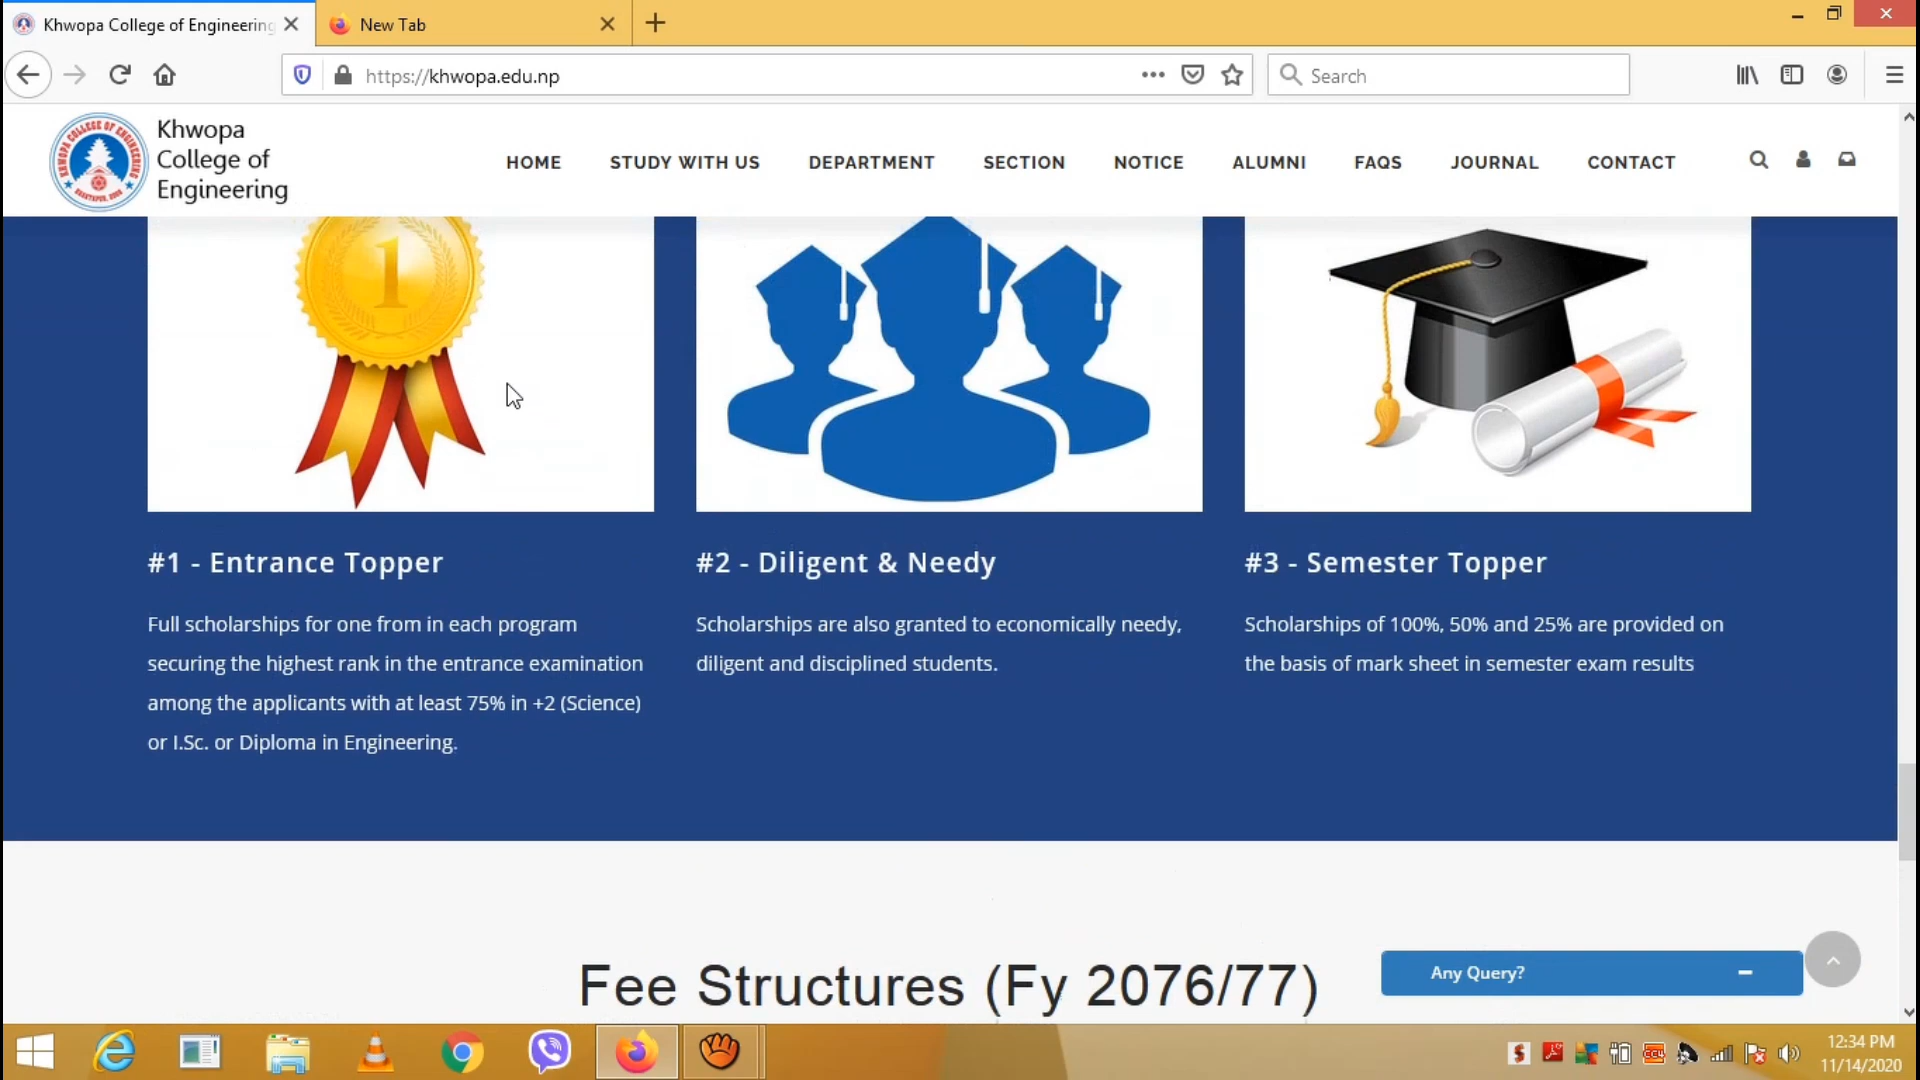 Khwopa College of Engineering
New Tab
https://khwopa.edu.np
Search
Khwopa
College of
Engineering
HOME
STUDY WITH US
DEPARTMENT
SECTION
NOTICE
ALUMNI
FAQS
JOURNAL
CONTACT
KHWOPA COLLEGE OF ENGINEERING
1
#1 - Entrance Topper
Full scholarships for one from in each program
securing the highest rank in the entrance examination
among the applicants with at least 75% in +2 (Science)
or I.Sc. or Diploma in Engineering.
#2 - Diligent & Needy
Scholarships are also granted to economically needy,
diligent and disciplined students.
#3 - Semester Topper
Scholarships of 100%, 50% and 25% are provided on
the basis of mark sheet in semester exam results
Fee Structures (Fy 2076/77)
Any Query?
12:34 PM
11/14/2020